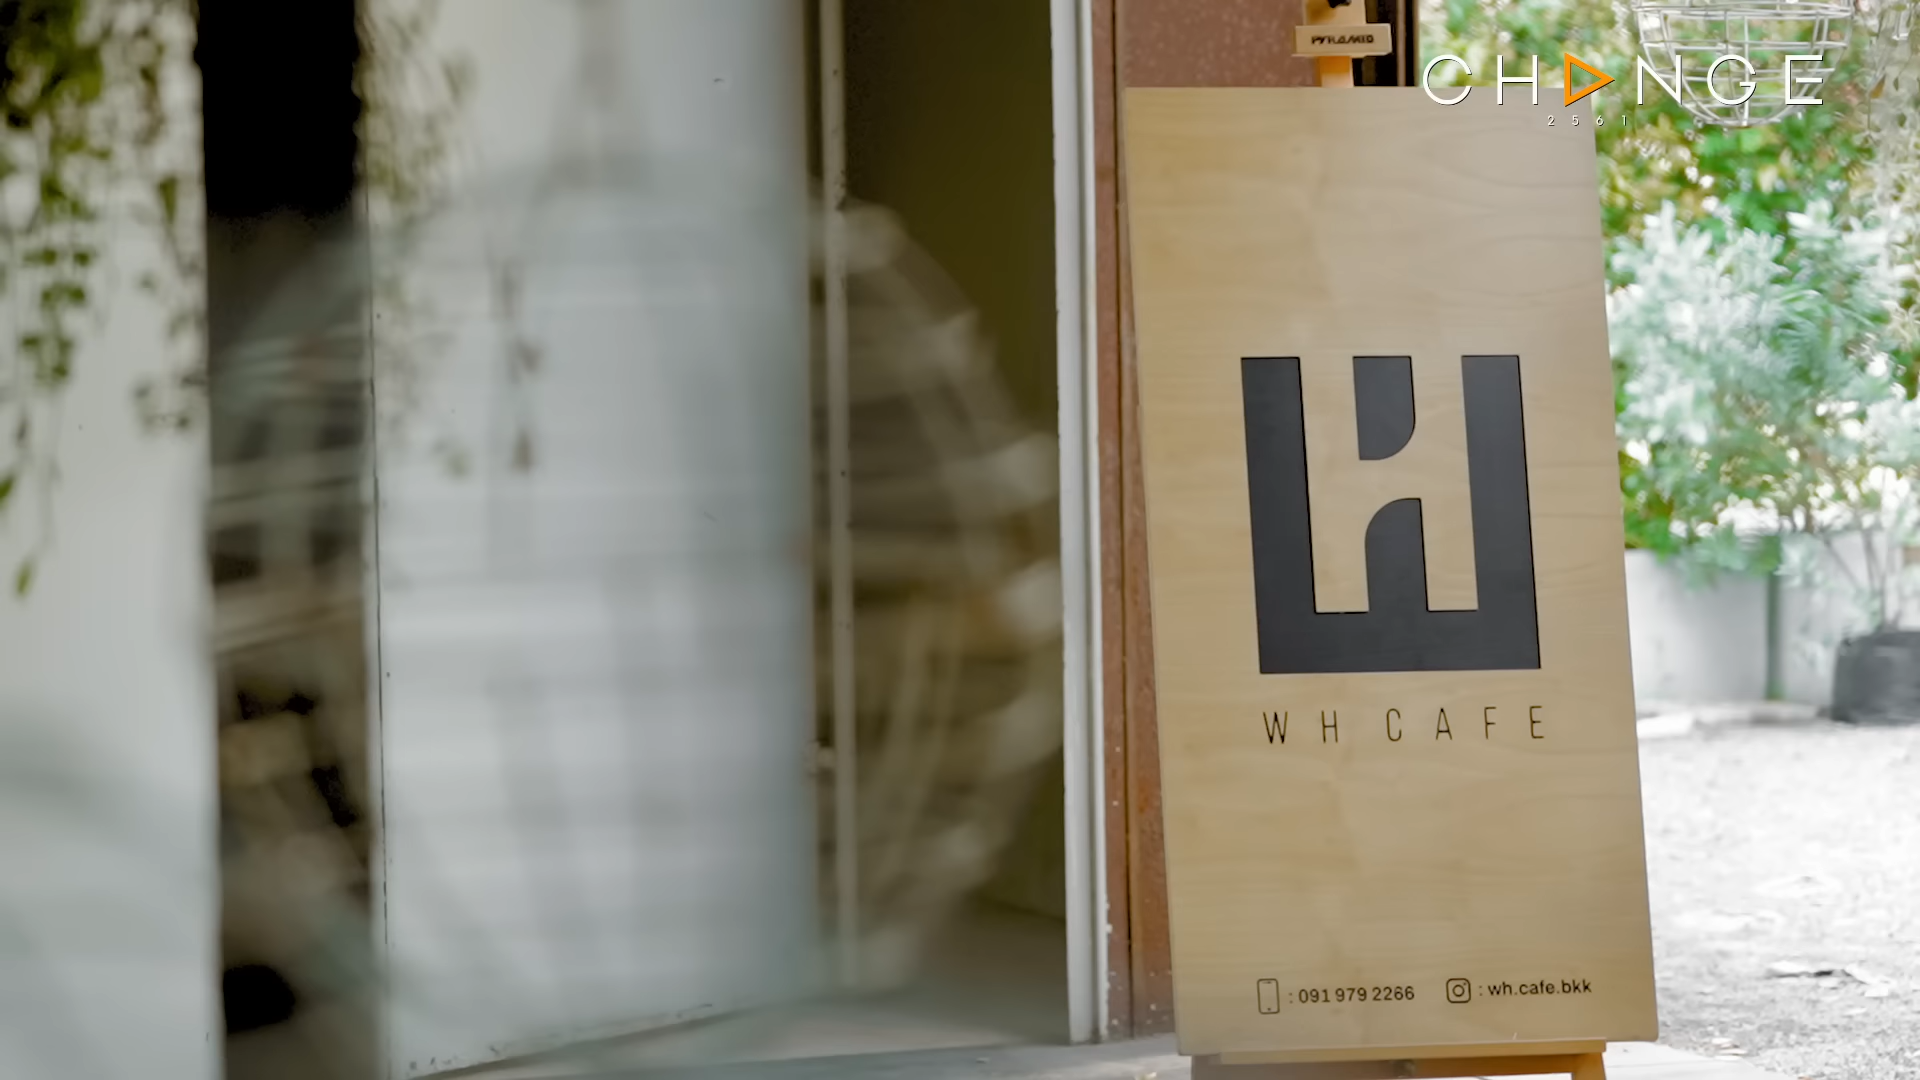 PYRAMID
CHANGE
2561
WH CAFE
: 091 979 2266
: wh.cafe.bkk